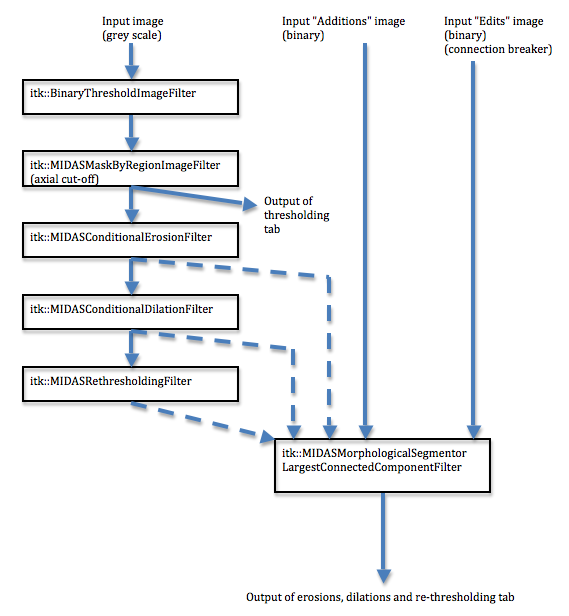 Input image
(grey scale)
Input "Additions" image
(binary)
Input "Edits" image
(binary)
(connection breaker)
itk::BinaryThresholdImageFilter
itk::MIDASMaskByRegionImageFilter
(axial cut-off)
Output of
thresholding
tab
itk::MIDASConditionalErosionFilter
itk::MIDASConditionalDilationFilter
itk::MIDASRethresholdingFilter
itk::MIDASMorphologicalSegmentor
LargestConnectedComponentFilter
Output of erosions, dilations and re-thresholding tab